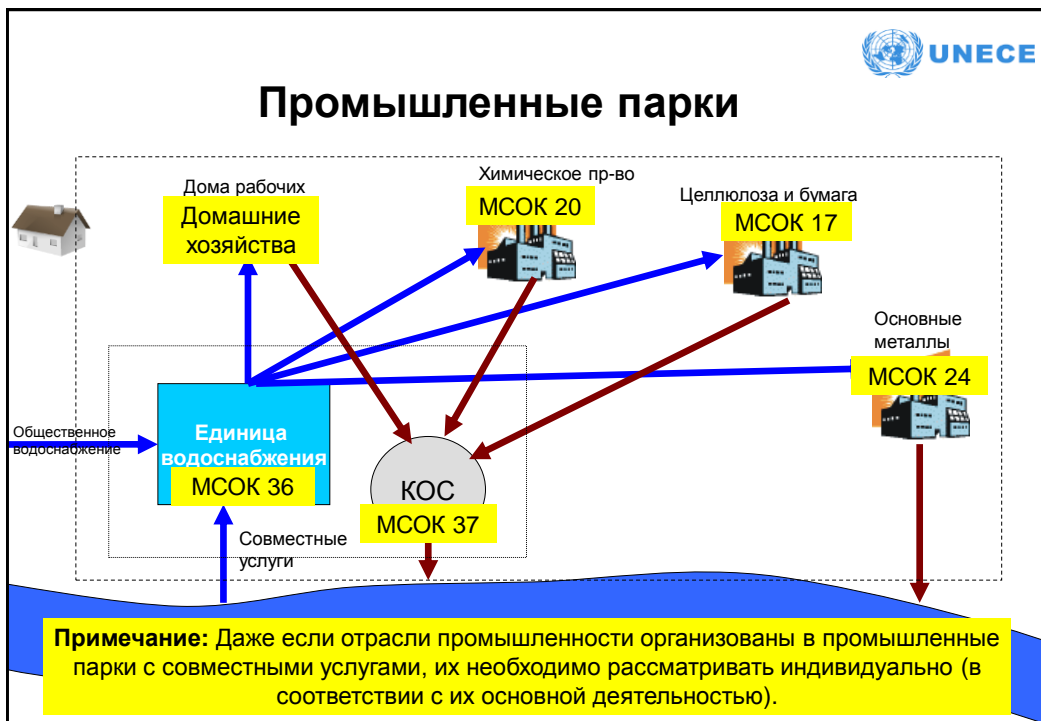 UNECE
Промышленные парки
Дома рабочих
Домашние
хозяйства
Химическое пр-во
МСОК 20
Целлюлоза и бумага
МСОК 17
Основные
металлы
МСОК 24
Общественное
водоснабжение
Единица
водоснабжения
МСОК 36
КОС
МСОК 37
Совместные
услуги
Примечание: Даже если отрасли промышленности организованы в промышленные
парки с совместными услугами, их необходимо рассматривать индивидуально (в
соответствии с их основной деятельностью).